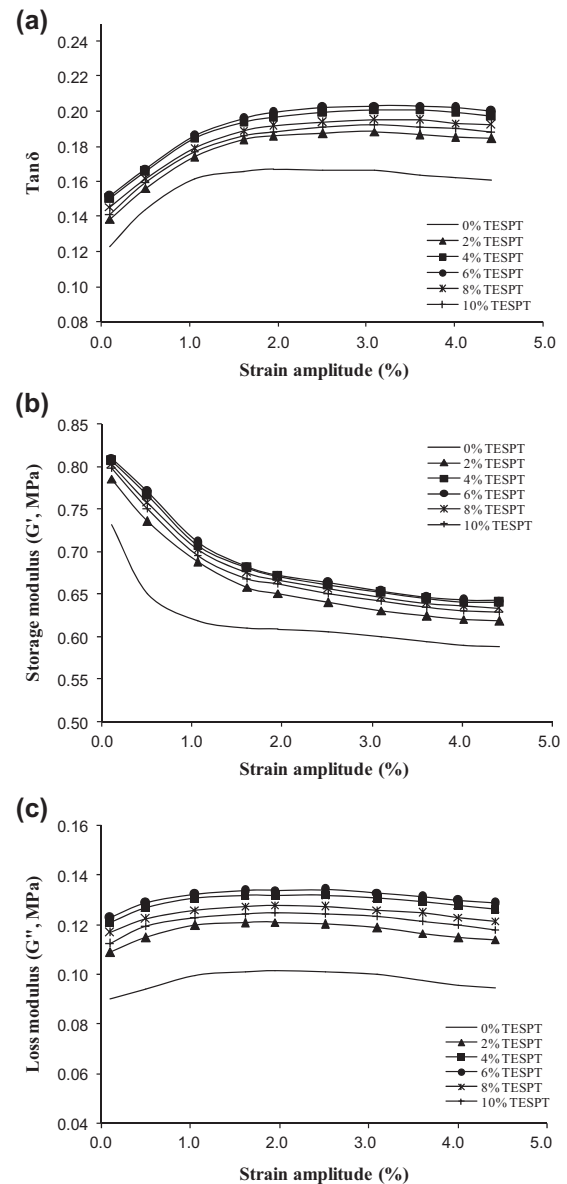 (a)
0.24
0.22
0.20
0.18
0.16
0.14
0.12
0.10
0.08
Tan δ
0% TESPT
2% TESPT
4% TESPT
6% TESPT
8% TESPT
10% TESPT
0.0 1.0 2.0 3.0 4.0 5.0
Strain amplitude (%)
(b)
0.85
0.80
0.75
0.70
0.65
0.60
0.55
0.50
Storage modulus (G', MPa)
0% TESPT
2% TESPT
4% TESPT
6% TESPT
8% TESPT
10% TESPT
0.0 1.0 2.0 3.0 4.0 5.0
Strain amplitude (%)
(c)
0.16
0.14
0.12
0.10
0.08
0.06
0.04
Loss modulus (G'', MPa)
0% TESPT
2% TESPT
4% TESPT
6% TESPT
8% TESPT
10% TESPT
0.0 1.0 2.0 3.0 4.0 5.0
Strain amplitude (%)